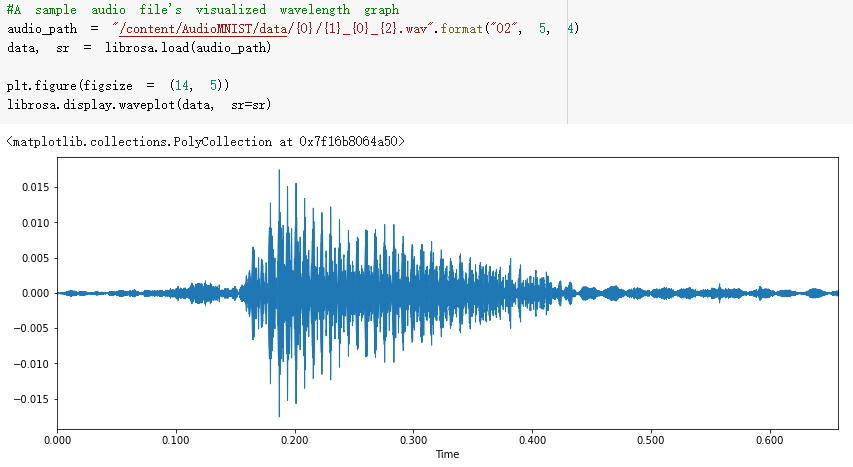 #A sample audio file's visualized wavelength graph
audio_path = "/content/AudioMNIST/data/{0}/{1}_{0}_{2}.wav".format("02", 5, 4)
data, sr = librosa.load(audio_path)
plt.figure(figsize = (14, 5))
librosa.display.waveplot(data, sr=sr)
<matplotlib.collections.PolyCollection at 0x7f16b8064a50>
0.015
0.010
0.005
0.000
−0.005
−0.010
−0.015
0.000 0.100 0.200 0.300 0.400 0.500 0.600
Time